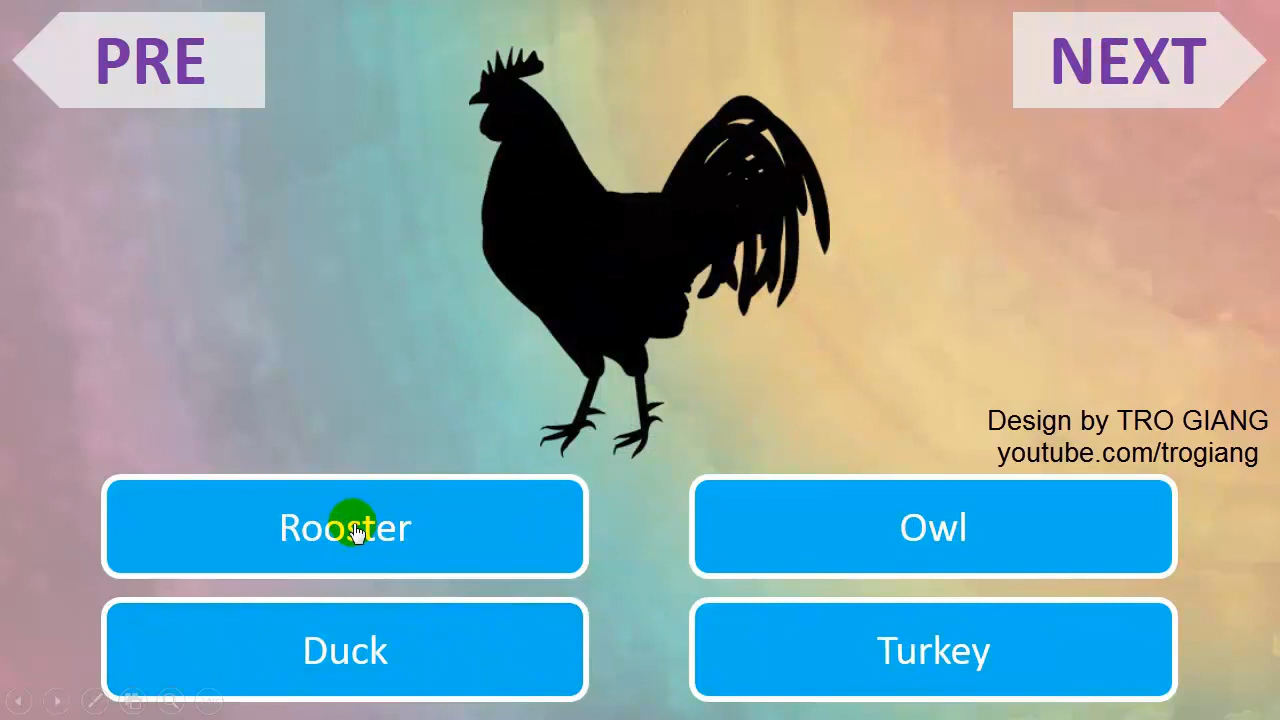 PRE
NEXT
Design by TRO GIANG
youtube.com/trogiang
Rooster
Owl
Duck
Turkey